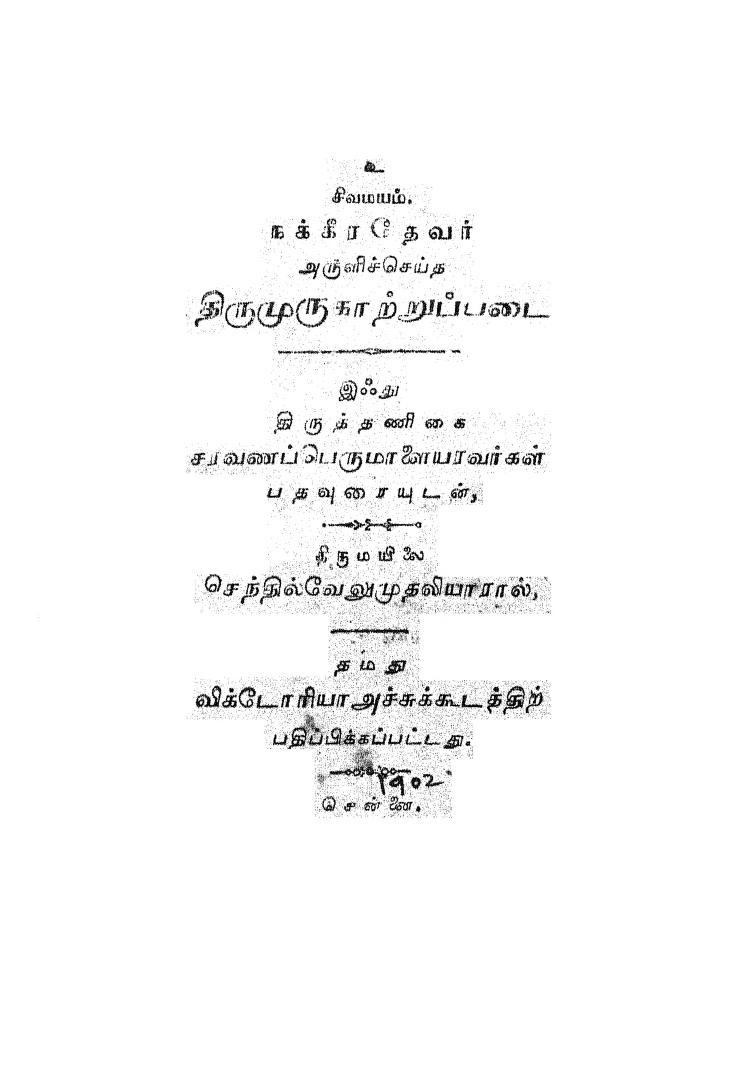 உ
சிவமயம்.
நக்கீரதேவர்
அருளிச்செய்த
திருமுருகாற்றுப்படை
இஃது
திருத்தணிகை
சரவணப்பெருமாளையரவர்கள்
பதவுரையுடன்,
திருமயிலை
செந்தில்வேலுமுதலியாரால்,
தமது
விக்டோரியா அச்சுக்கூடத்திற்
பதிப்பிக்கப்பட்டது.
1902
சென்னை.